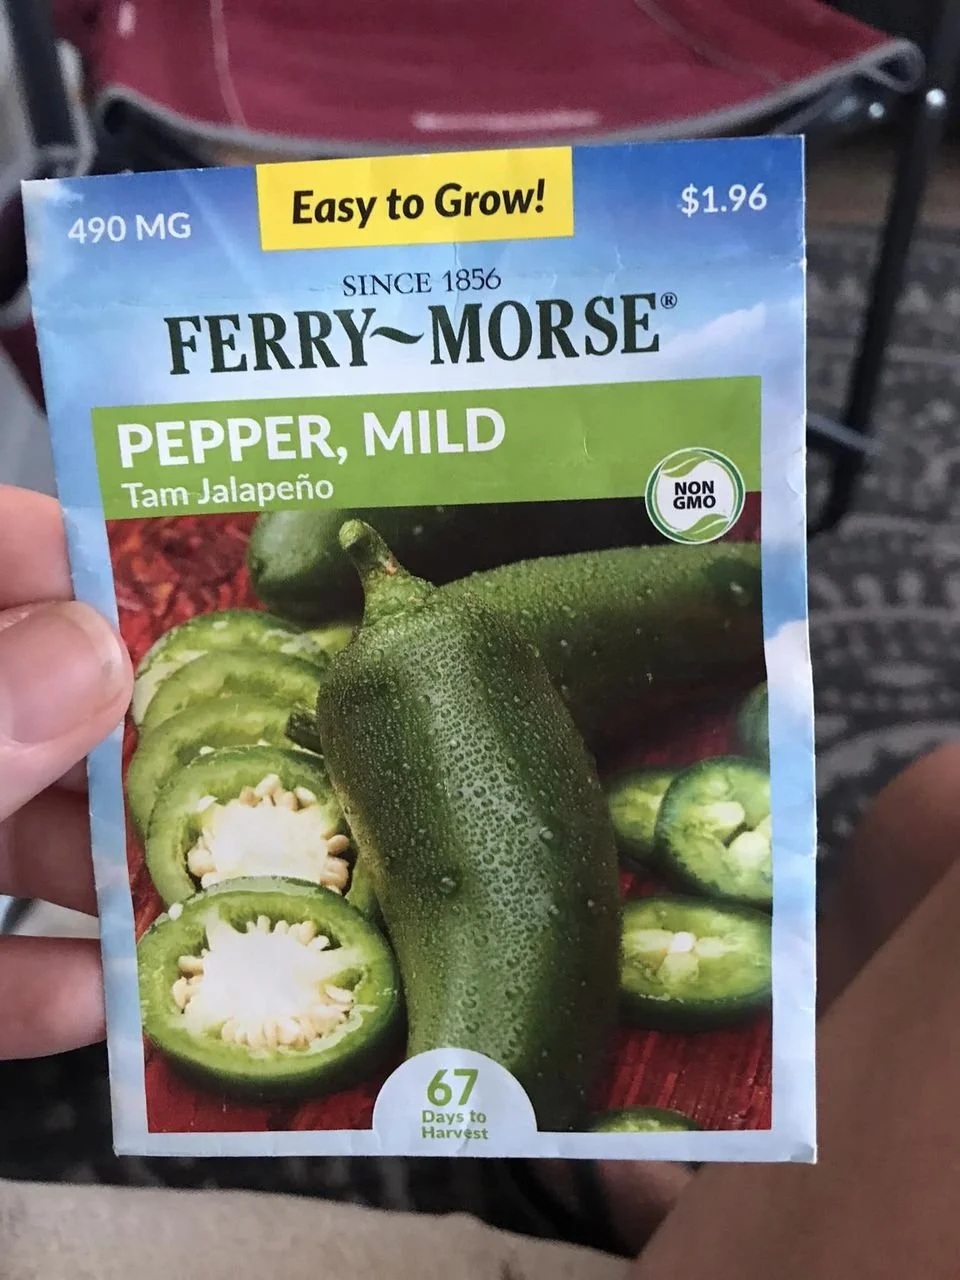 490 MG
Easy to Grow!
$1.96
SINCE 1856
FERRY~MORSE®
PEPPER, MILD
Tam Jalapeño
NON
GMO
67
Days to
Harvest